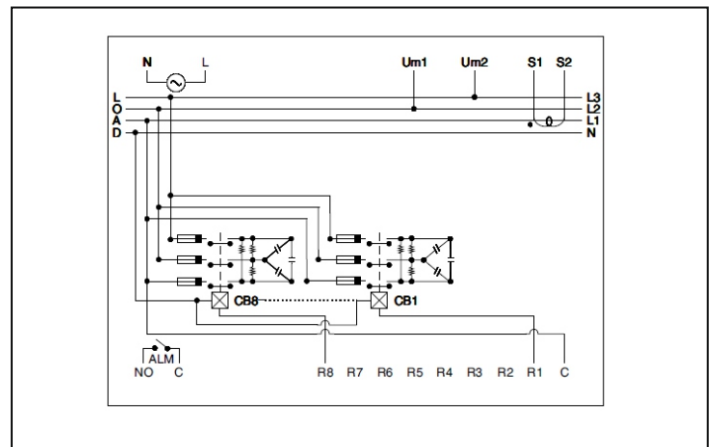 N L Um1 Um2 S1 S2
L L3
O L2
A L1
D N
CB8 CB1
ALM
NO C R8 R7 R6 R5 R4 R3 R2 R1 C